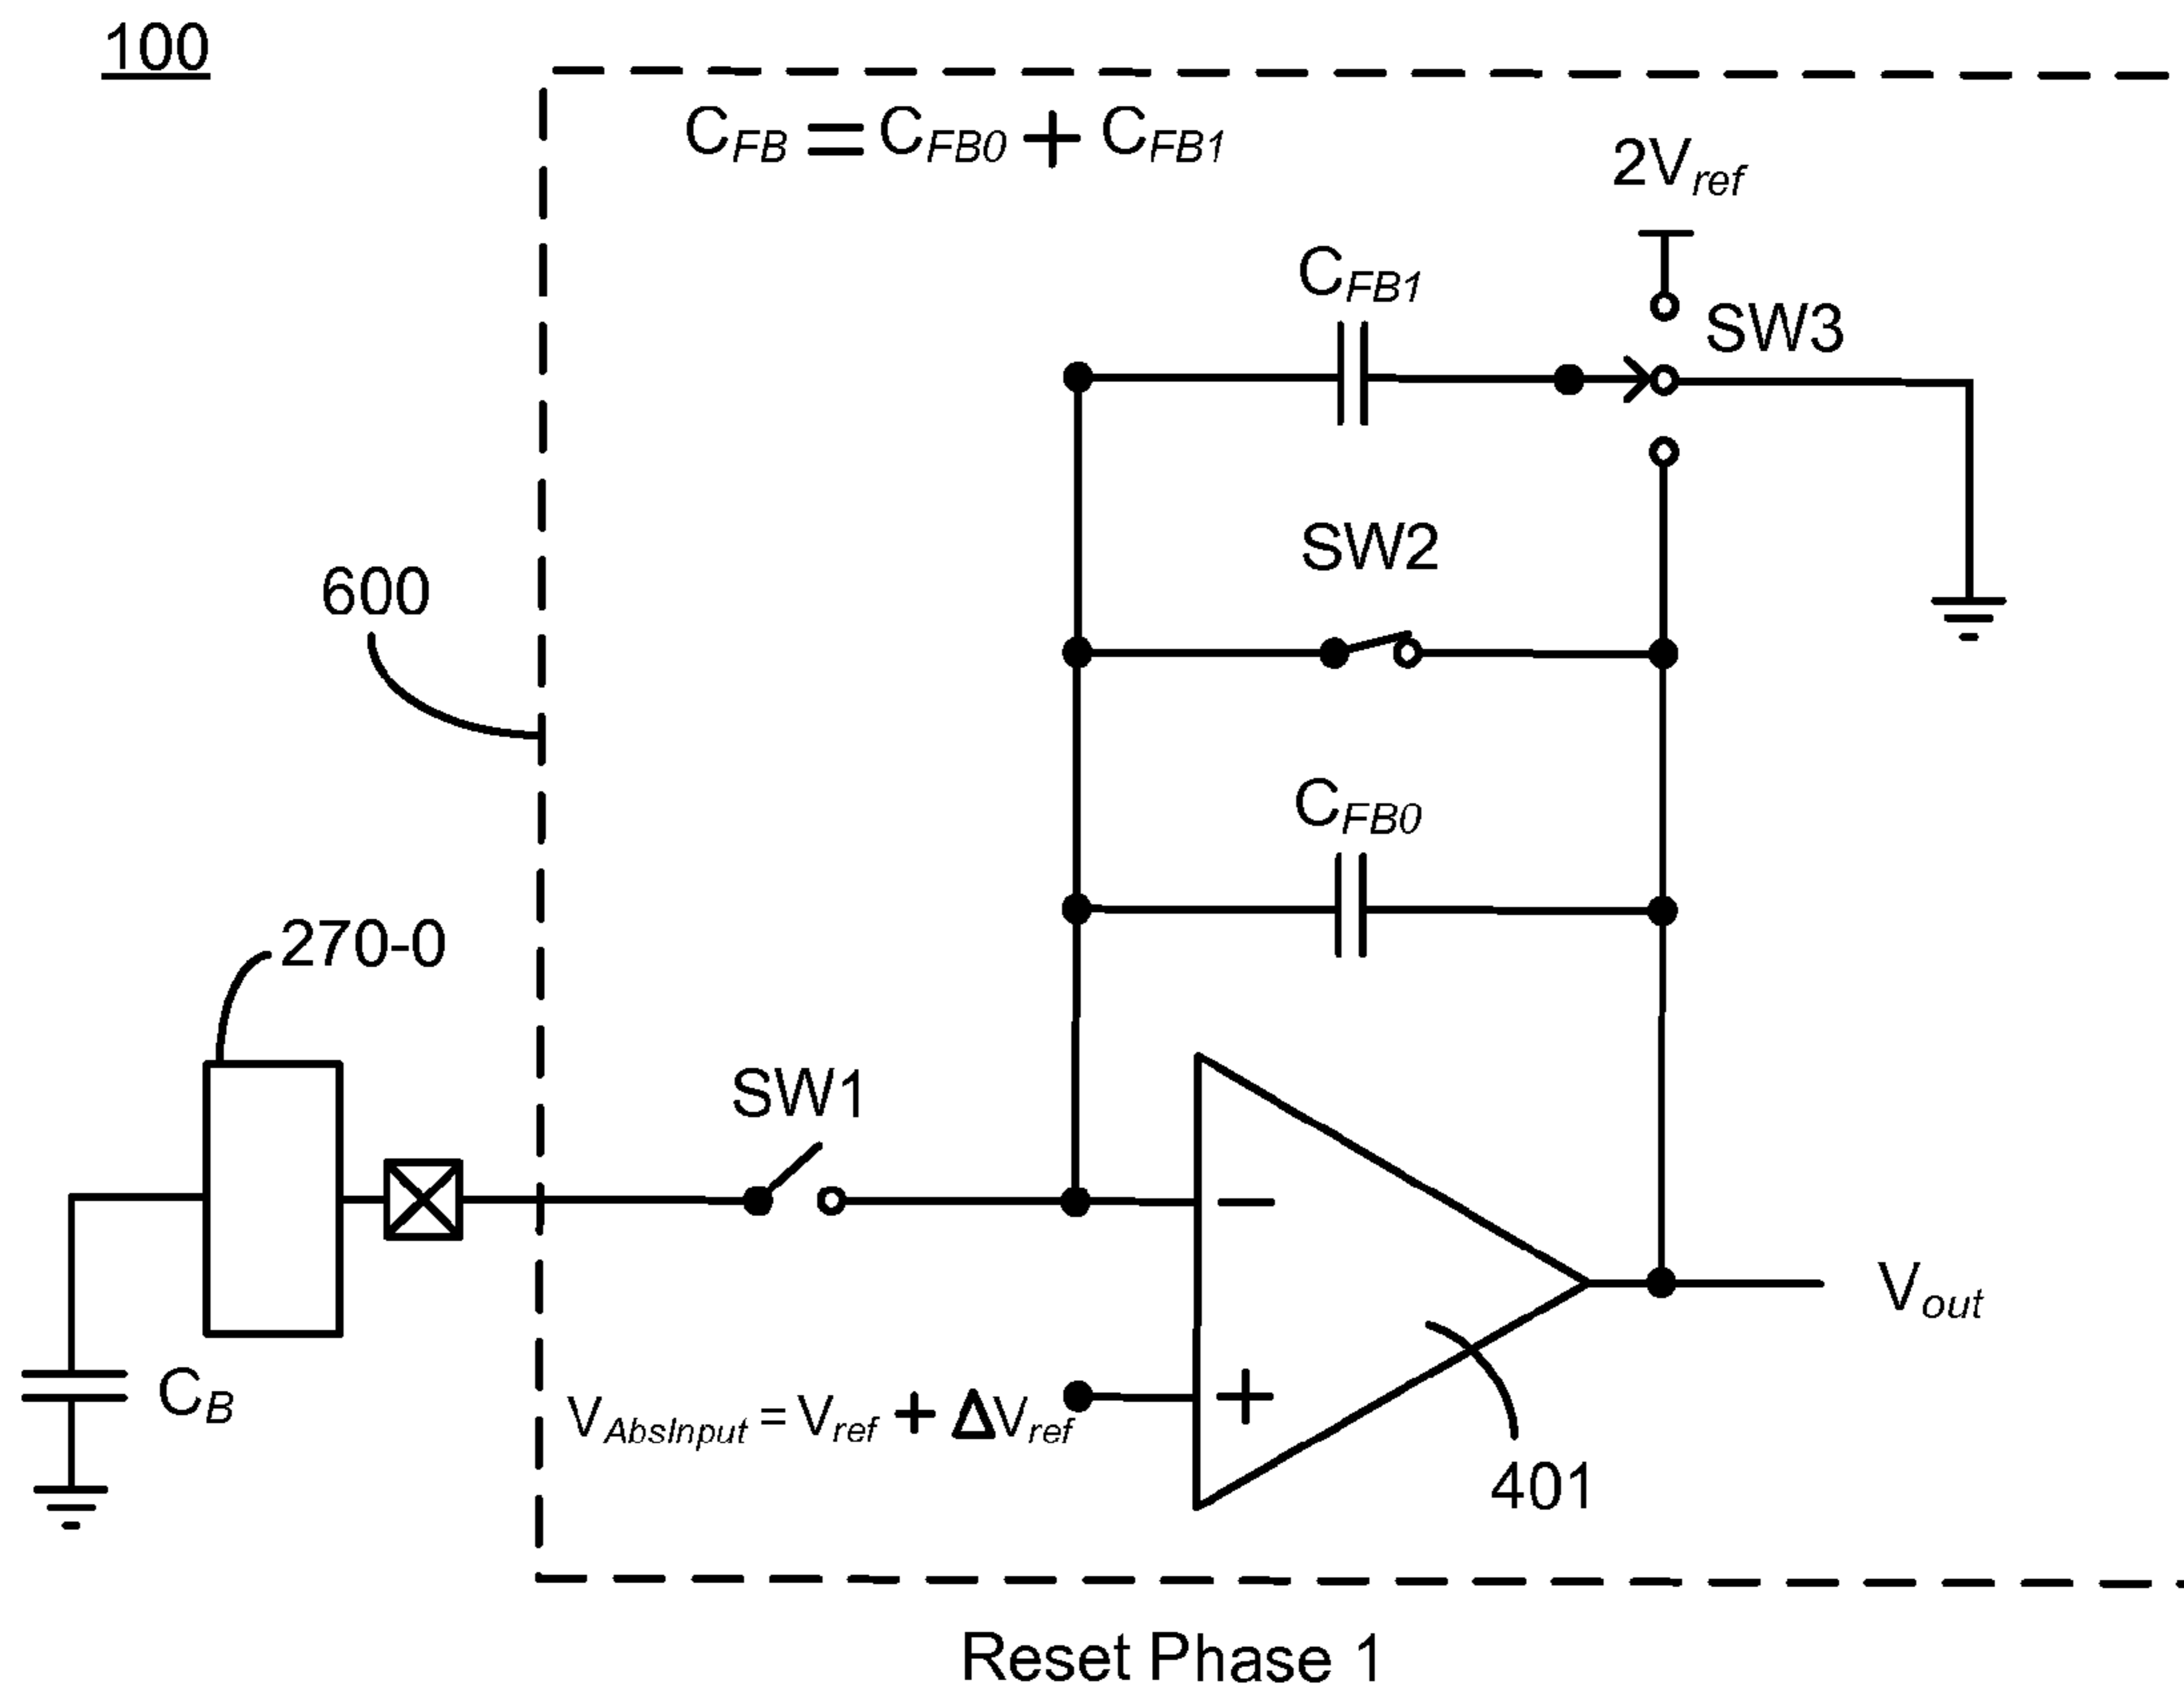 100
C_FB = C_FB0 + C_FB1
2V_ref
C_FB1
SW3
SW2
600
C_FB0
270-0
SW1
−
V_out
C_B
V_AbsInput = V_ref + ΔV_ref
+
401
Reset Phase 1